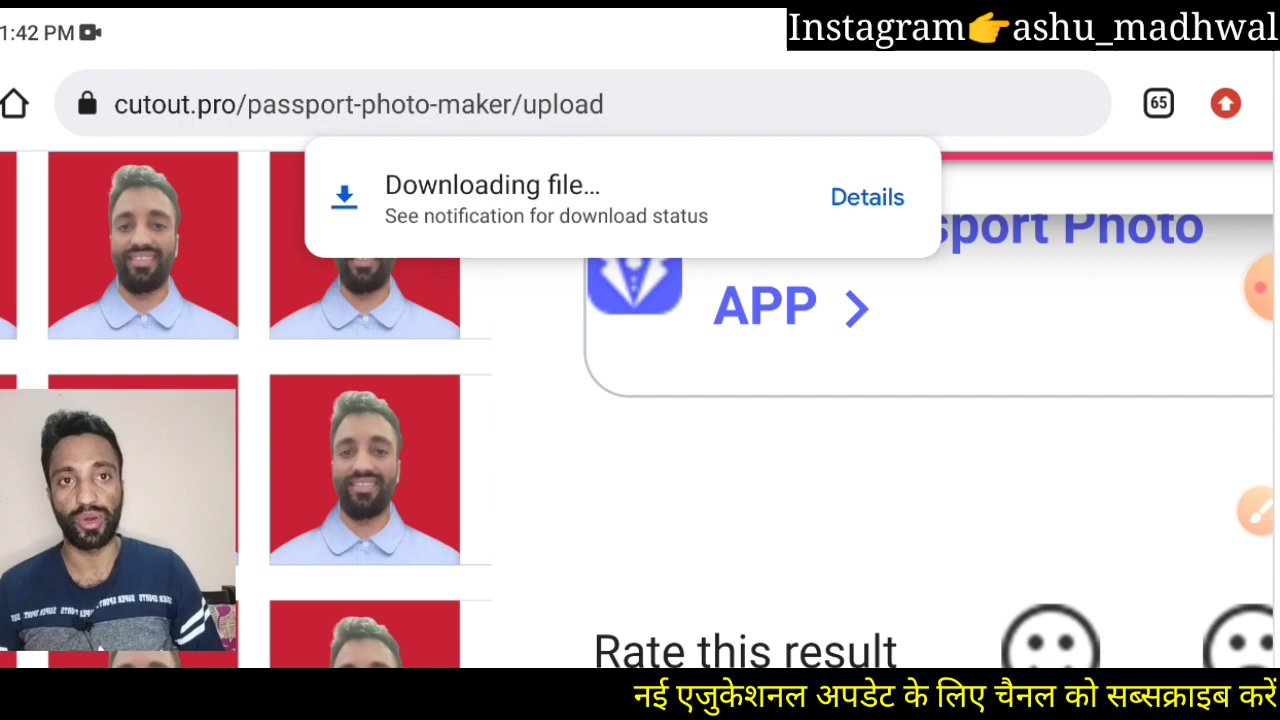 1:42 PM
Instagram👉ashu_madhwal
cutout.pro/passport-photo-maker/upload
65
Downloading file...
See notification for download status
Details
sport Photo
APP
Rate this result
नई एजुकेशनल अपडेट के लिए चैनल को सब्सक्राइब करें